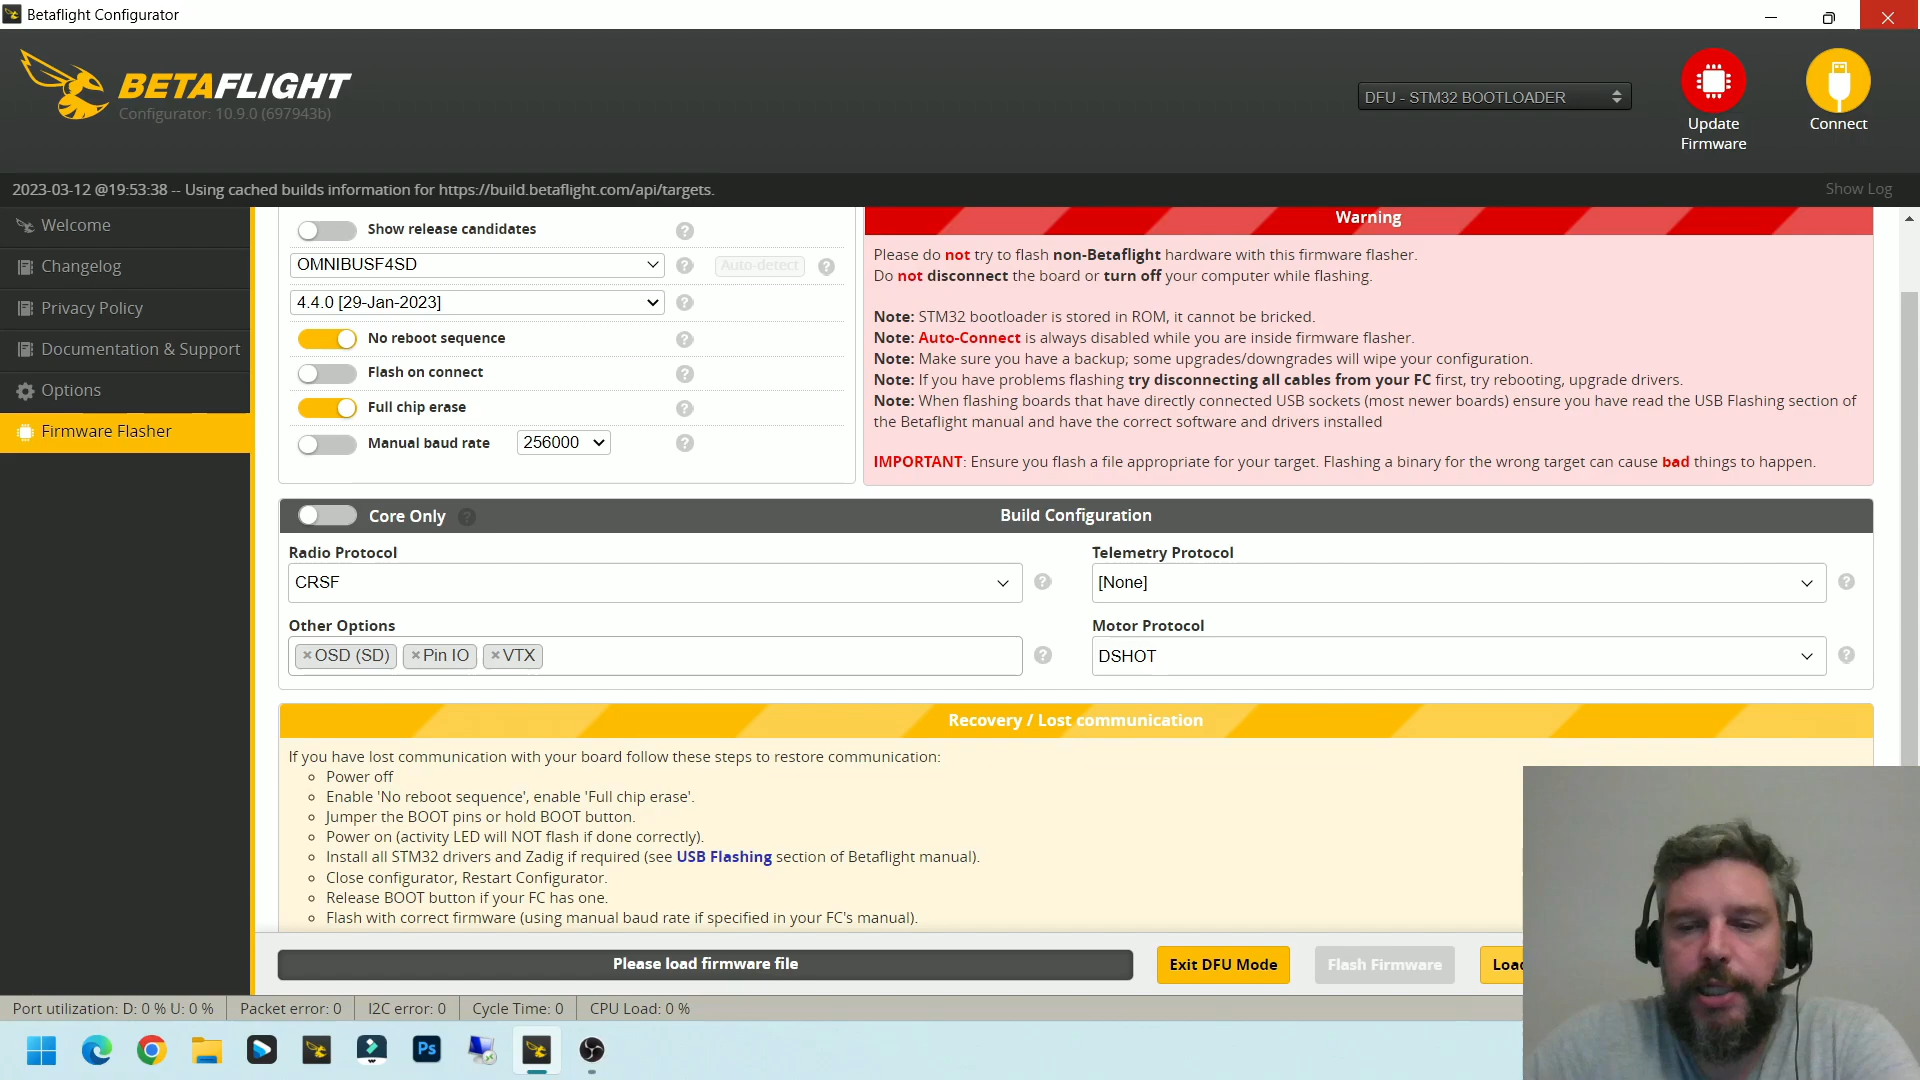 Betaflight Configurator
BETAFLIGHT
Configurator: 10.9.0 (697943b)
DFU - STM32 BOOTLOADER
Update
Firmware
Connect
2023-03-12 @19:53:38 -- Using cached builds information for https://build.betaflight.com/api/targets.
Show Log
Welcome
Changelog
Privacy Policy
Documentation & Support
Options
Firmware Flasher
Show release candidates
OMNIBUSF4SD
Auto-detect
4.4.0 [29-Jan-2023]
No reboot sequence
Flash on connect
Full chip erase
Manual baud rate
256000
Warning
Please do not try to flash non-Betaflight hardware with this firmware flasher.
Do not disconnect the board or turn off your computer while flashing.
Note: STM32 bootloader is stored in ROM, it cannot be bricked.
Note: Auto-Connect is always disabled while you are inside firmware flasher.
Note: Make sure you have a backup; some upgrades/downgrades will wipe your configuration.
Note: If you have problems flashing try disconnecting all cables from your FC first, try rebooting, upgrade drivers.
Note: When flashing boards that have directly connected USB sockets (most newer boards) ensure you have read the USB Flashing section of
the Betaflight manual and have the correct software and drivers installed
IMPORTANT: Ensure you flash a file appropriate for your target. Flashing a binary for the wrong target can cause bad things to happen.
Core Only
Build Configuration
Radio Protocol
CRSF
Telemetry Protocol
[None]
Other Options
×OSD (SD) ×Pin IO ×VTX
Motor Protocol
DSHOT
Recovery / Lost communication
If you have lost communication with your board follow these steps to restore communication:
Power off
Enable 'No reboot sequence', enable 'Full chip erase'.
Jumper the BOOT pins or hold BOOT button.
Power on (activity LED will NOT flash if done correctly).
Install all STM32 drivers and Zadig if required (see USB Flashing section of Betaflight manual).
Close configurator, Restart Configurator.
Release BOOT button if your FC has one.
Flash with correct firmware (using manual baud rate if specified in your FC's manual).
Please load firmware file
Exit DFU Mode
Flash Firmware
Loa
Port utilization: D: 0 % U: 0 %
Packet error: 0
I2C error: 0
Cycle Time: 0
CPU Load: 0 %
Ps